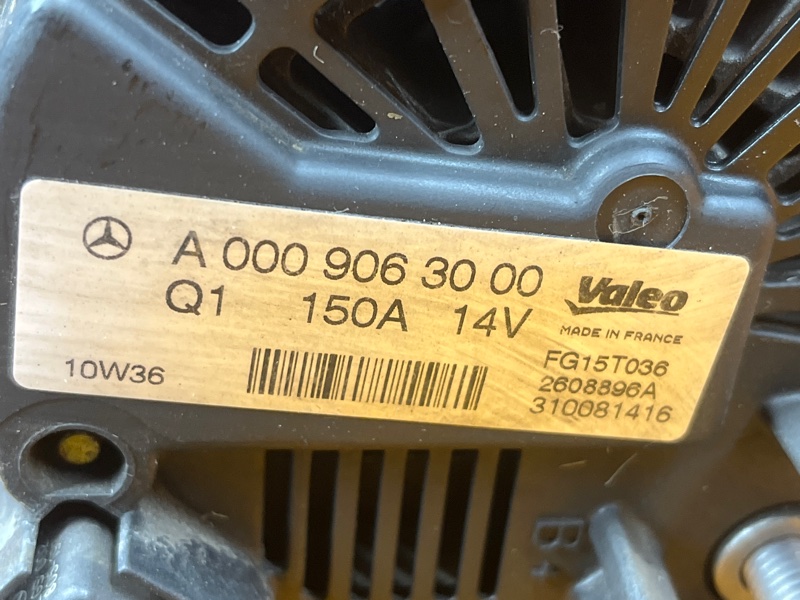 A 000 906 30 00
Q1 150A 14V
Valeo
MADE IN FRANCE
10W36
FG15T036
2608896A
310081416
B+